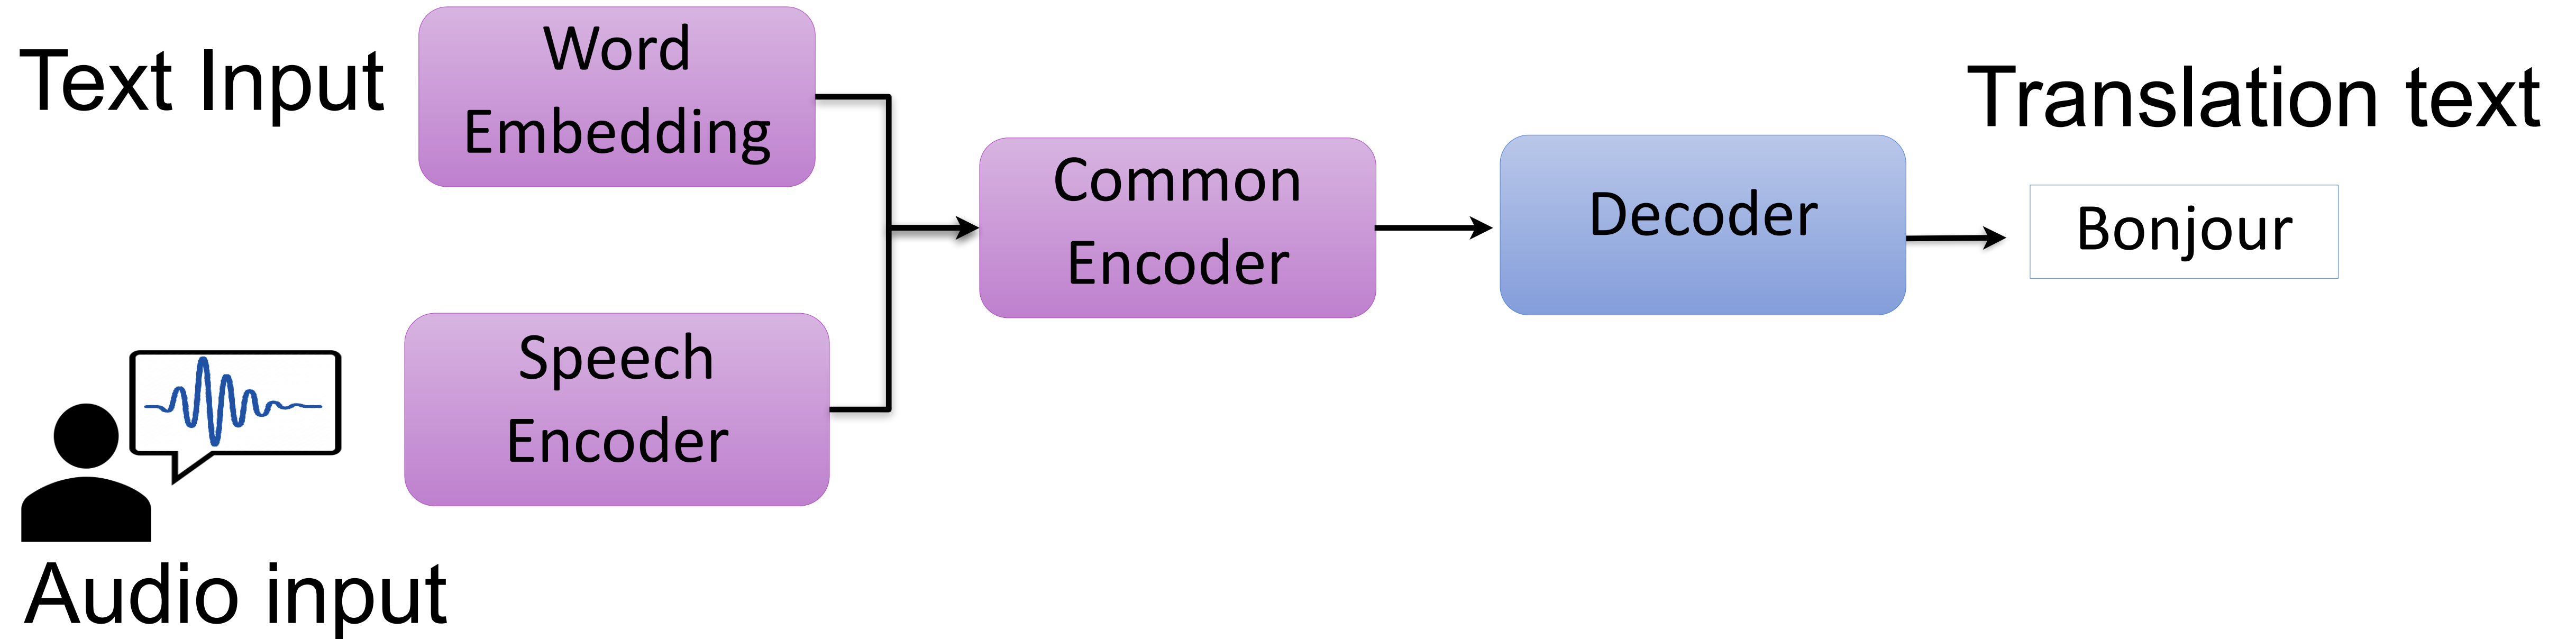 Text Input
Word
Embedding
Speech
Encoder
Audio input
Common
Encoder
Decoder
Translation text
Bonjour